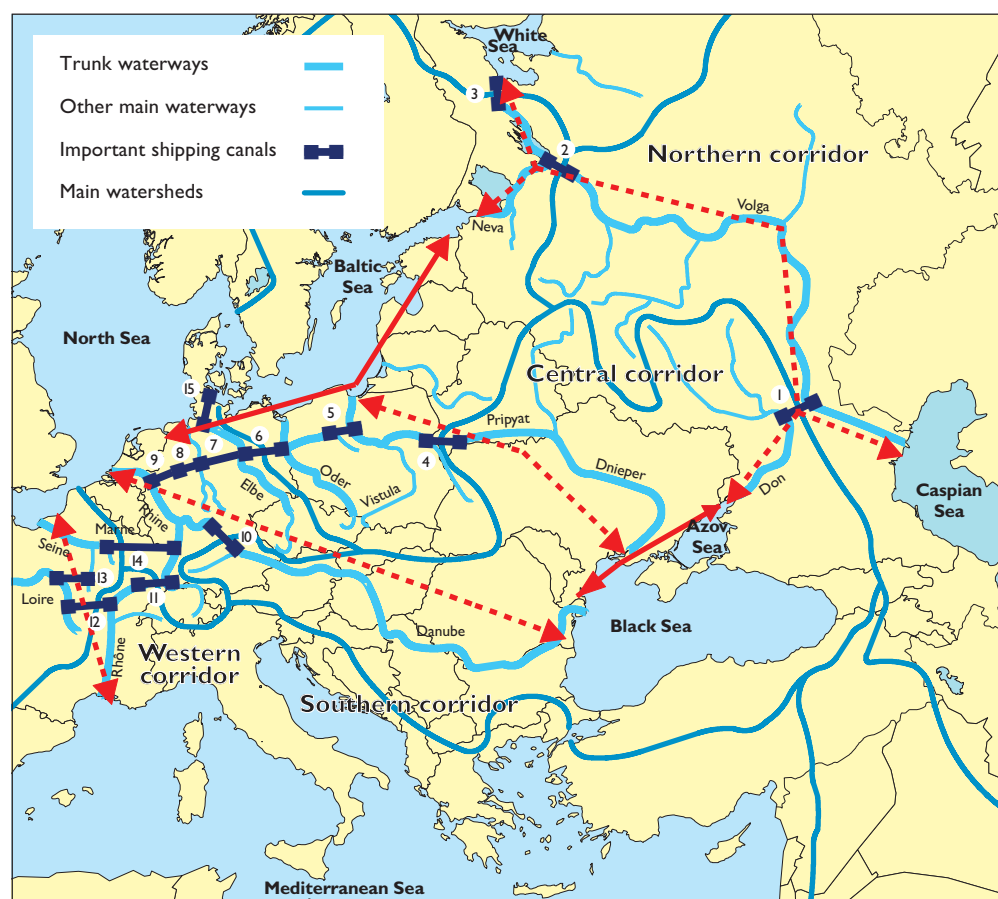 Trunk waterways
Other main waterways
Important shipping canals
Main watersheds
White
Sea
3
2
Northern corridor
Volga
Neva
Baltic
Sea
North Sea
15
Central corridor
1
5
6
7
8
9
4
Pripyat
Dnieper
Don
Oder
Elbe
Vistula
Rhine
Caspian
Sea
Azov
Sea
Marne
Seine
10
14
13
11
Loire
12
Rhône
Danube
Black Sea
Western
corridor
Southern corridor
Mediterranean Sea